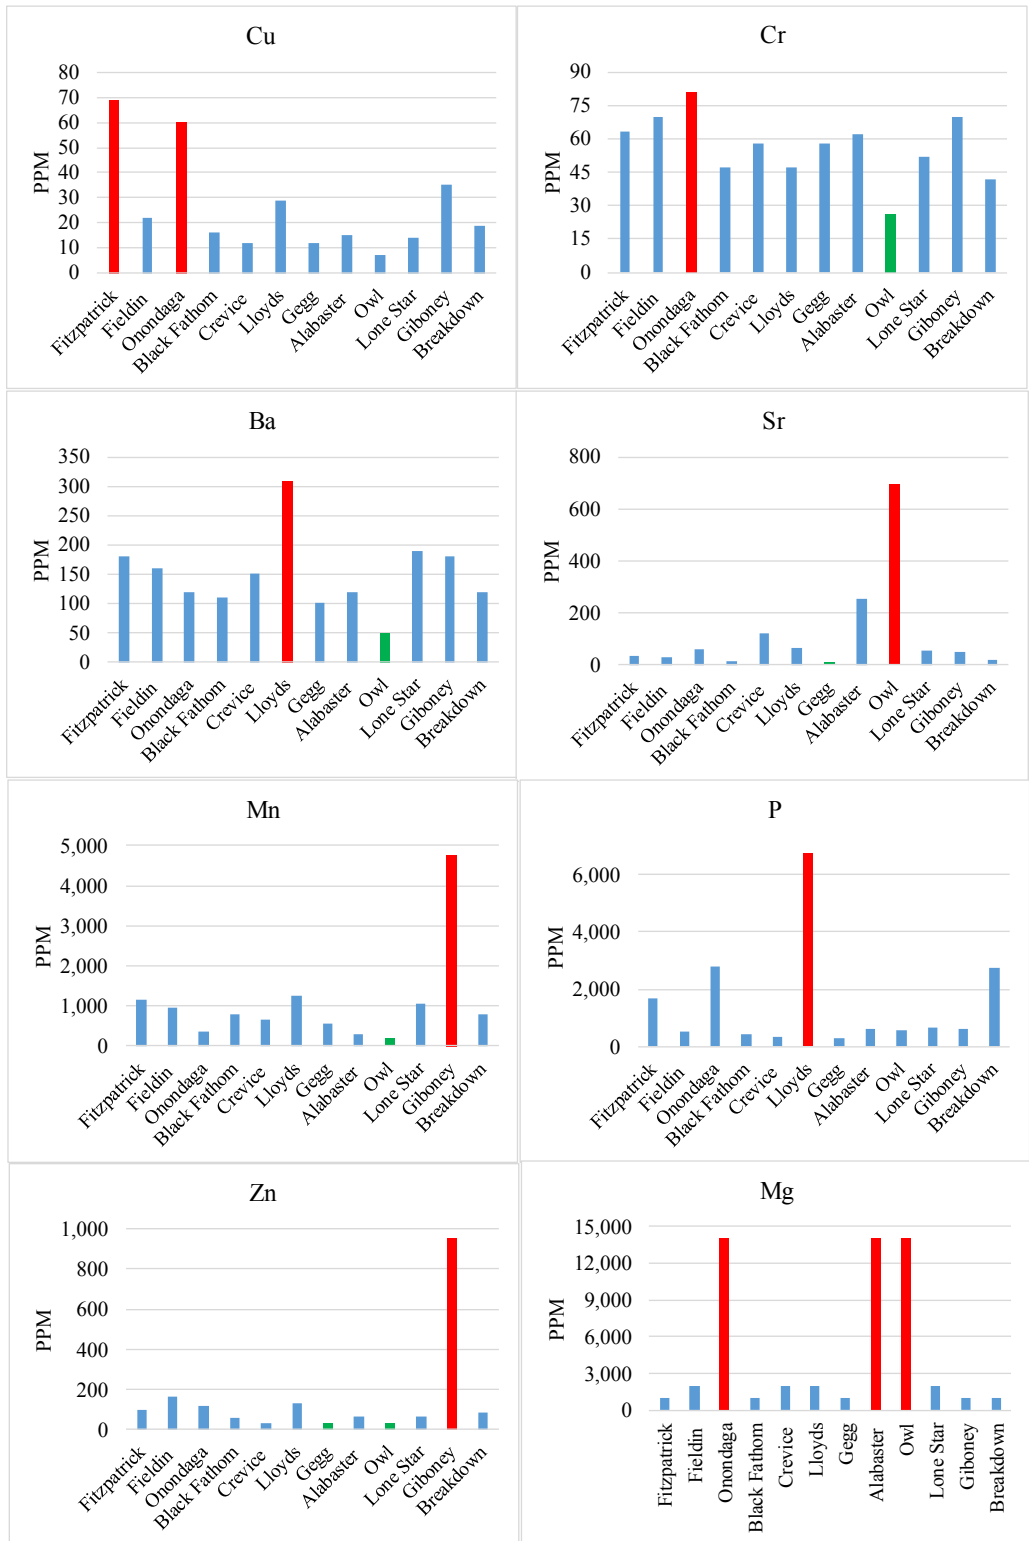 Cu
80
70
60
50
40
30
20
10
0
PPM
Fitzpatrick
Fieldin
Onondaga
Black Fathom
Crevice
Lloyds
Gegg
Alabaster
Owl
Lone Star
Giboney
Breakdown
Cr
90
75
60
45
30
15
0
PPM
Fitzpatrick
Fieldin
Onondaga
Black Fathom
Crevice
Lloyds
Gegg
Alabaster
Owl
Lone Star
Giboney
Breakdown
Ba
350
300
250
200
150
100
50
0
PPM
Fitzpatrick
Fieldin
Onondaga
Black Fathom
Crevice
Lloyds
Gegg
Alabaster
Owl
Lone Star
Giboney
Breakdown
Sr
800
600
400
200
0
PPM
Fitzpatrick
Fieldin
Onondaga
Black Fathom
Crevice
Lloyds
Gegg
Alabaster
Owl
Lone Star
Giboney
Breakdown
Mn
5,000
4,000
3,000
2,000
1,000
0
PPM
Fitzpatrick
Fieldin
Onondaga
Black Fathom
Crevice
Lloyds
Gegg
Alabaster
Owl
Lone Star
Giboney
Breakdown
P
6,000
4,000
2,000
0
PPM
Fitzpatrick
Fieldin
Onondaga
Black Fathom
Crevice
Lloyds
Gegg
Alabaster
Owl
Lone Star
Giboney
Breakdown
Zn
1,000
800
600
400
200
0
PPM
Fitzpatrick
Fieldin
Onondaga
Black Fathom
Crevice
Lloyds
Gegg
Alabaster
Owl
Lone Star
Giboney
Breakdown
Mg
15,000
12,000
9,000
6,000
3,000
0
PPM
Fitzpatrick
Fieldin
Onondaga
Black Fathom
Crevice
Lloyds
Gegg
Alabaster
Owl
Lone Star
Giboney
Breakdown